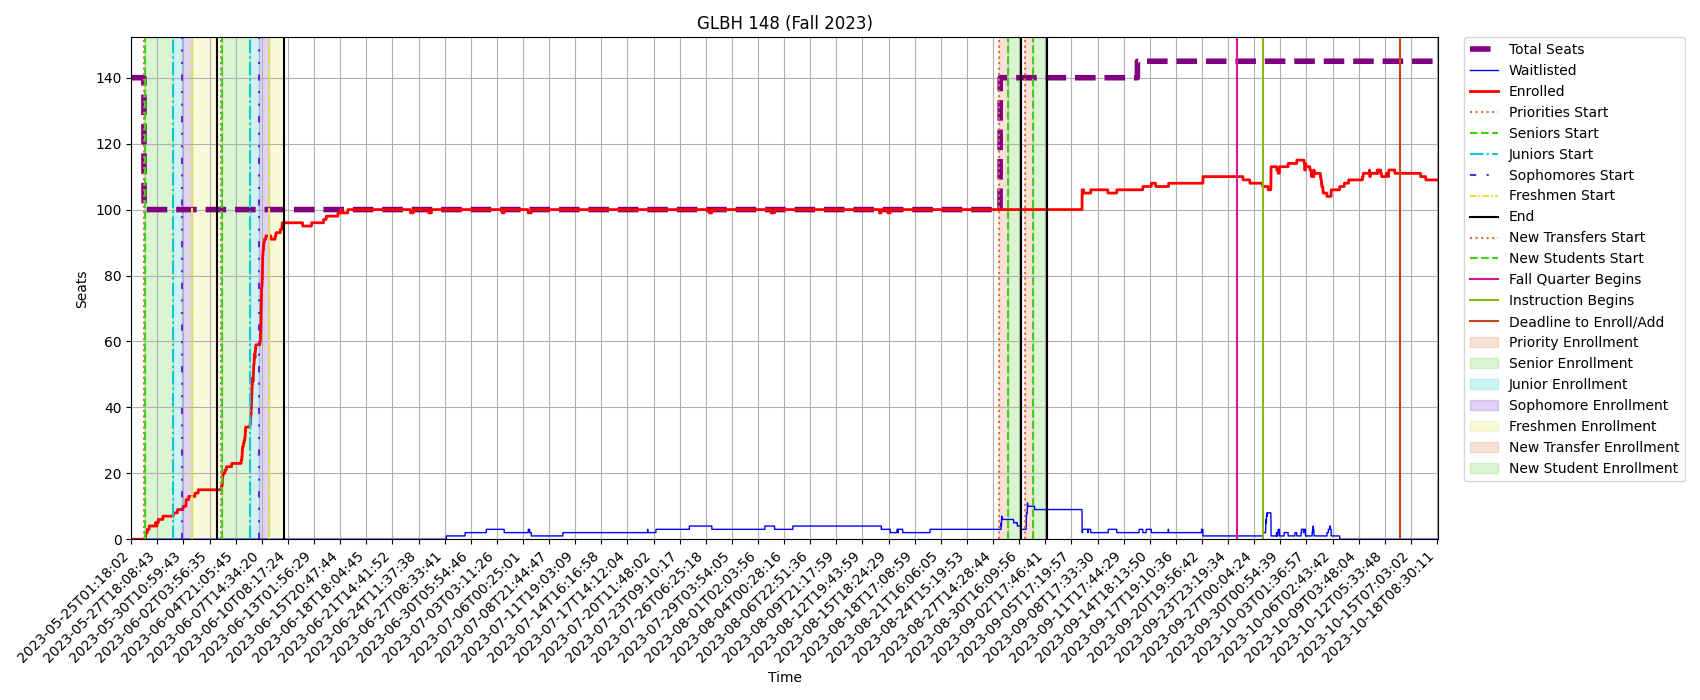 GLBH 148 (Fall 2023)
Seats
140
120
100
80
60
40
20
0
2023-05-25T01:18:02
2023-05-27T18:08:43
2023-05-30T10:59:43
2023-06-02T03:56:35
2023-06-04T21:05:45
2023-06-07T14:34:20
2023-06-10T08:17:24
2023-06-13T01:56:29
2023-06-15T20:47:44
2023-06-18T18:04:45
2023-06-21T14:41:52
2023-06-24T11:37:38
2023-06-27T08:33:41
2023-06-30T05:54:46
2023-07-03T03:11:26
2023-07-06T00:25:01
2023-07-08T21:44:47
2023-07-11T19:03:09
2023-07-14T16:16:58
2023-07-17T14:12:04
2023-07-20T11:48:02
2023-07-23T09:10:17
2023-07-26T06:25:18
2023-07-29T03:54:05
2023-08-01T02:03:56
2023-08-04T00:28:16
2023-08-06T22:51:36
2023-08-09T21:17:59
2023-08-12T19:43:59
2023-08-15T18:24:29
2023-08-18T17:08:59
2023-08-21T16:06:05
2023-08-24T15:19:53
2023-08-27T14:28:44
2023-08-30T16:09:56
2023-09-02T17:46:41
2023-09-05T17:19:57
2023-09-08T17:33:30
2023-09-11T17:44:29
2023-09-14T18:13:50
2023-09-17T19:10:36
2023-09-20T19:56:42
2023-09-23T23:19:34
2023-09-27T00:04:24
2023-09-30T00:54:39
2023-10-03T01:36:57
2023-10-06T02:43:42
2023-10-09T03:48:04
2023-10-12T05:33:48
2023-10-15T07:03:02
2023-10-18T08:30:11
Time
Total Seats
Waitlisted
Enrolled
Priorities Start
Seniors Start
Juniors Start
Sophomores Start
Freshmen Start
End
New Transfers Start
New Students Start
Fall Quarter Begins
Instruction Begins
Deadline to Enroll/Add
Priority Enrollment
Senior Enrollment
Junior Enrollment
Sophomore Enrollment
Freshmen Enrollment
New Transfer Enrollment
New Student Enrollment